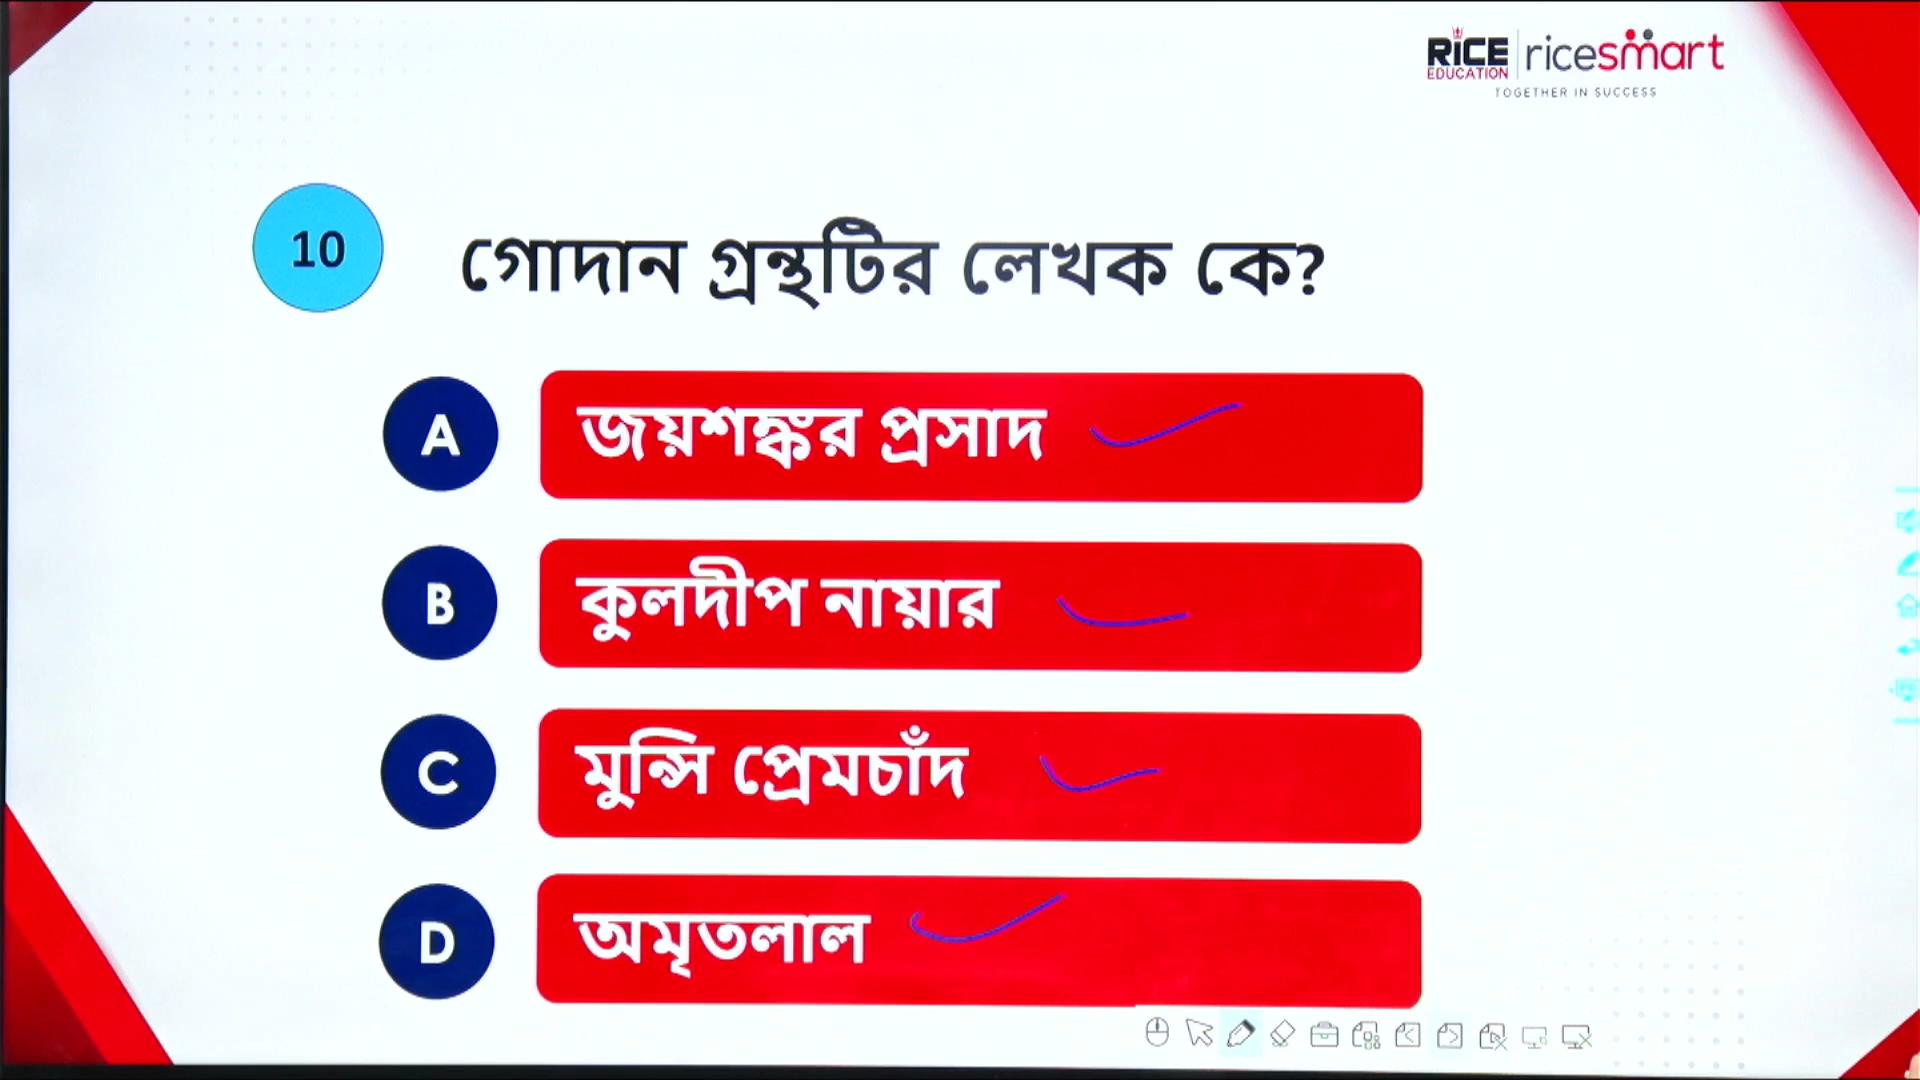 RICE EDUCATION ricesmart
TOGETHER IN SUCCESS
10 গোদান গ্রন্থটির লেখক কে?
A জয়শঙ্কর প্রসাদ
B কুলদীপ নায়ার
C মুন্সি প্রেমচাঁদ
D অমৃতলাল